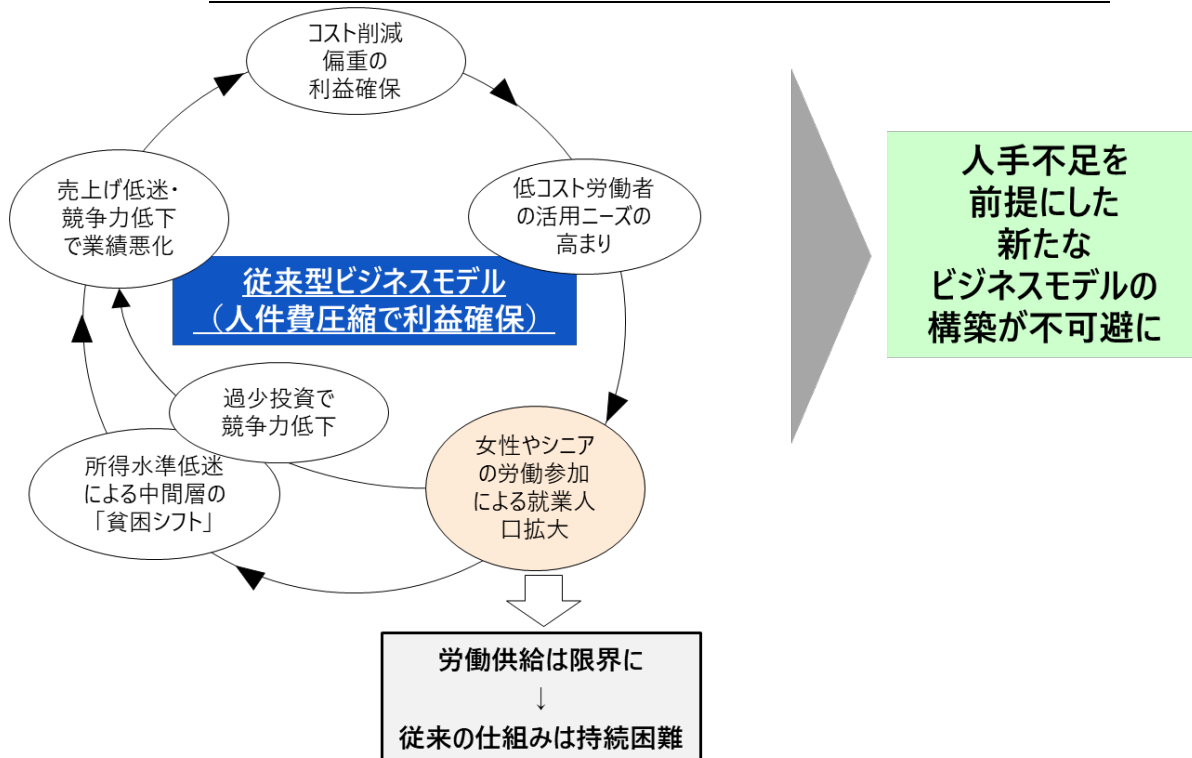 コスト削減
偏重の
利益確保
低コスト労働者
の活用ニーズの
高まり
売上げ低迷・
競争力低下
で業績悪化
従来型ビジネスモデル
（人件費圧縮で利益確保）
過少投資で
競争力低下
所得水準低迷
による中間層の
「貧困シフト」
女性やシニア
の労働参加
による就業人
口拡大
労働供給は限界に
↓
従来の仕組みは持続困難
人手不足を
前提にした
新たな
ビジネスモデルの
構築が不可避に